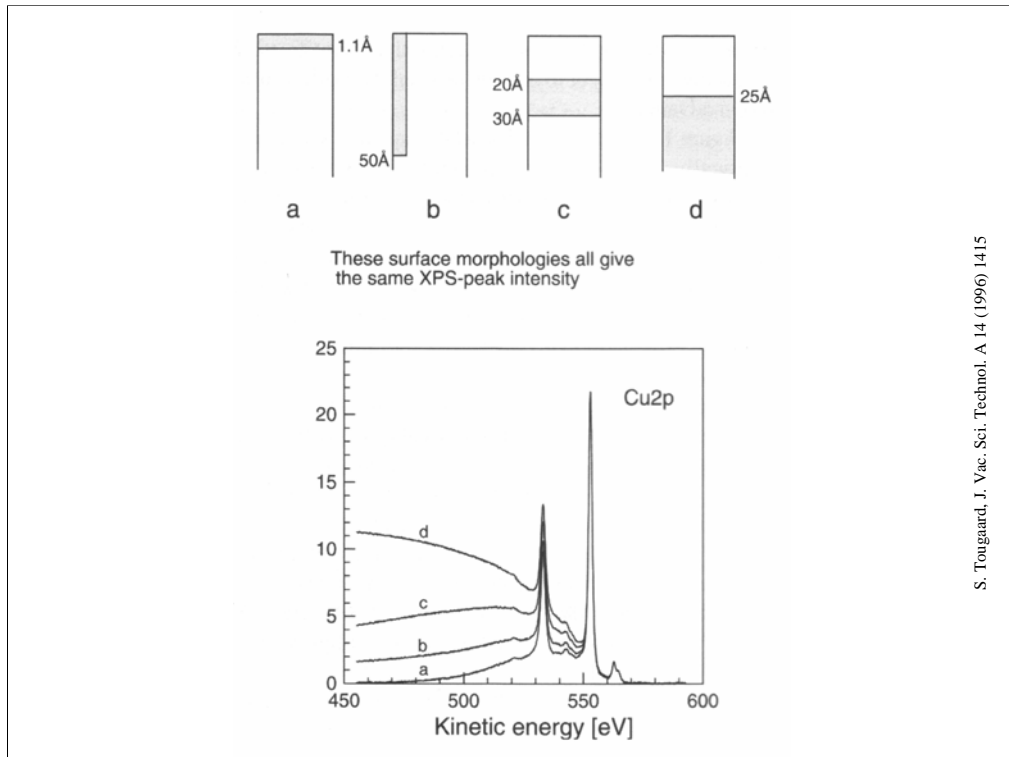 1.1Å
50Å
20Å
30Å
25Å
a
b
c
d
These surface morphologies all give
the same XPS-peak intensity
25
20
15
10
5
0
Cu2p
d
c
b
a
450
500
550
600
Kinetic energy [eV]
S. Tougaard, J. Vac. Sci. Technol. A 14 (1996) 1415